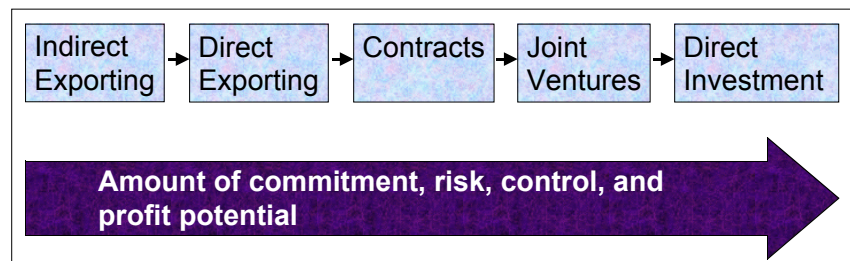 Indirect
Exporting
Direct
Exporting
Contracts
Joint
Ventures
Direct
Investment
Amount of commitment, risk, control, and
profit potential